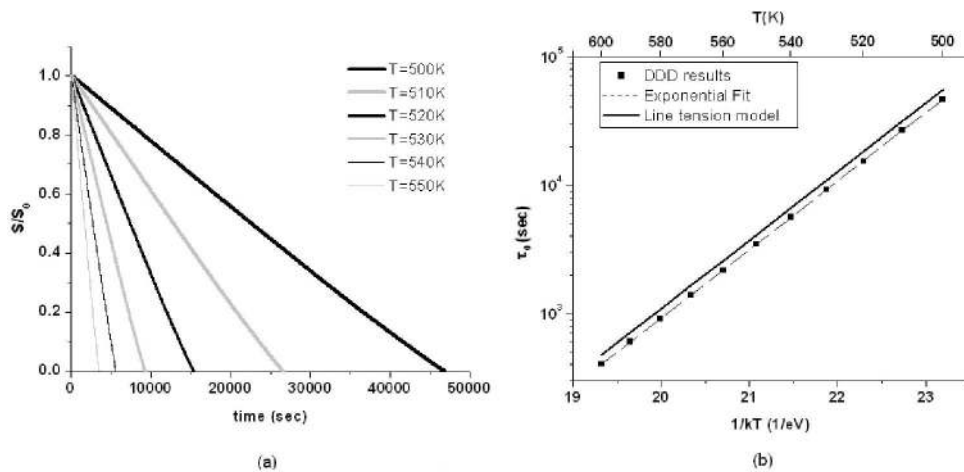 S/S0
1.0
0.8
0.6
0.4
0.2
0.0
0
10000
20000
30000
40000
50000
time (sec)
T=500K
T=510K
T=520K
T=530K
T=540K
T=550K
(a)
T(K)
600
580
560
540
520
500
10^5
10^4
10^3
τ0 (sec)
DDD results
Exponential Fit
Line tension model
19
20
21
22
23
1/kT (1/eV)
(b)